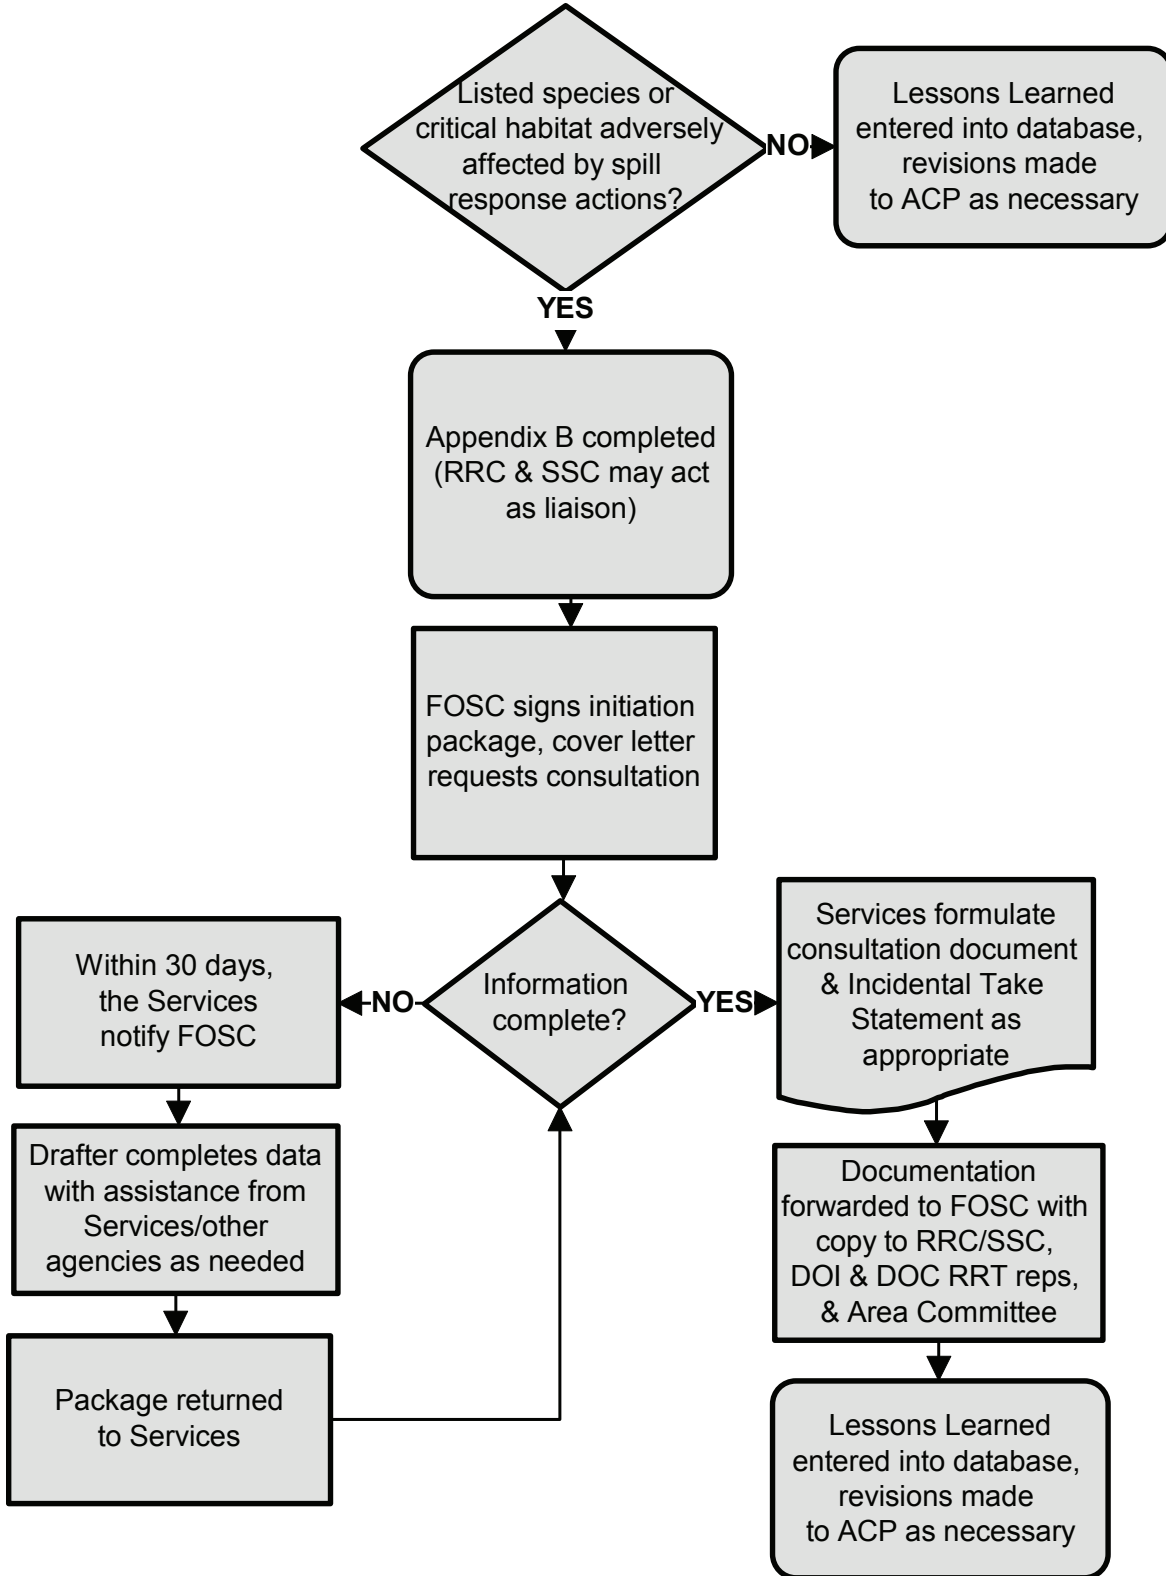 Listed species or
critical habitat adversely
affected by spill
response actions?
NO
Lessons Learned
entered into database,
revisions made
to ACP as necessary
YES
Appendix B completed
(RRC & SSC may act
as liaison)
FOSC signs initiation
package, cover letter
requests consultation
Information
complete?
NO
Within 30 days,
the Services
notify FOSC
Drafter completes data
with assistance from
Services/other
agencies as needed
Package returned
to Services
YES
Services formulate
consultation document
& Incidental Take
Statement as
appropriate
Documentation
forwarded to FOSC with
copy to RRC/SSC,
DOI & DOC RRT reps,
& Area Committee
Lessons Learned
entered into database,
revisions made
to ACP as necessary